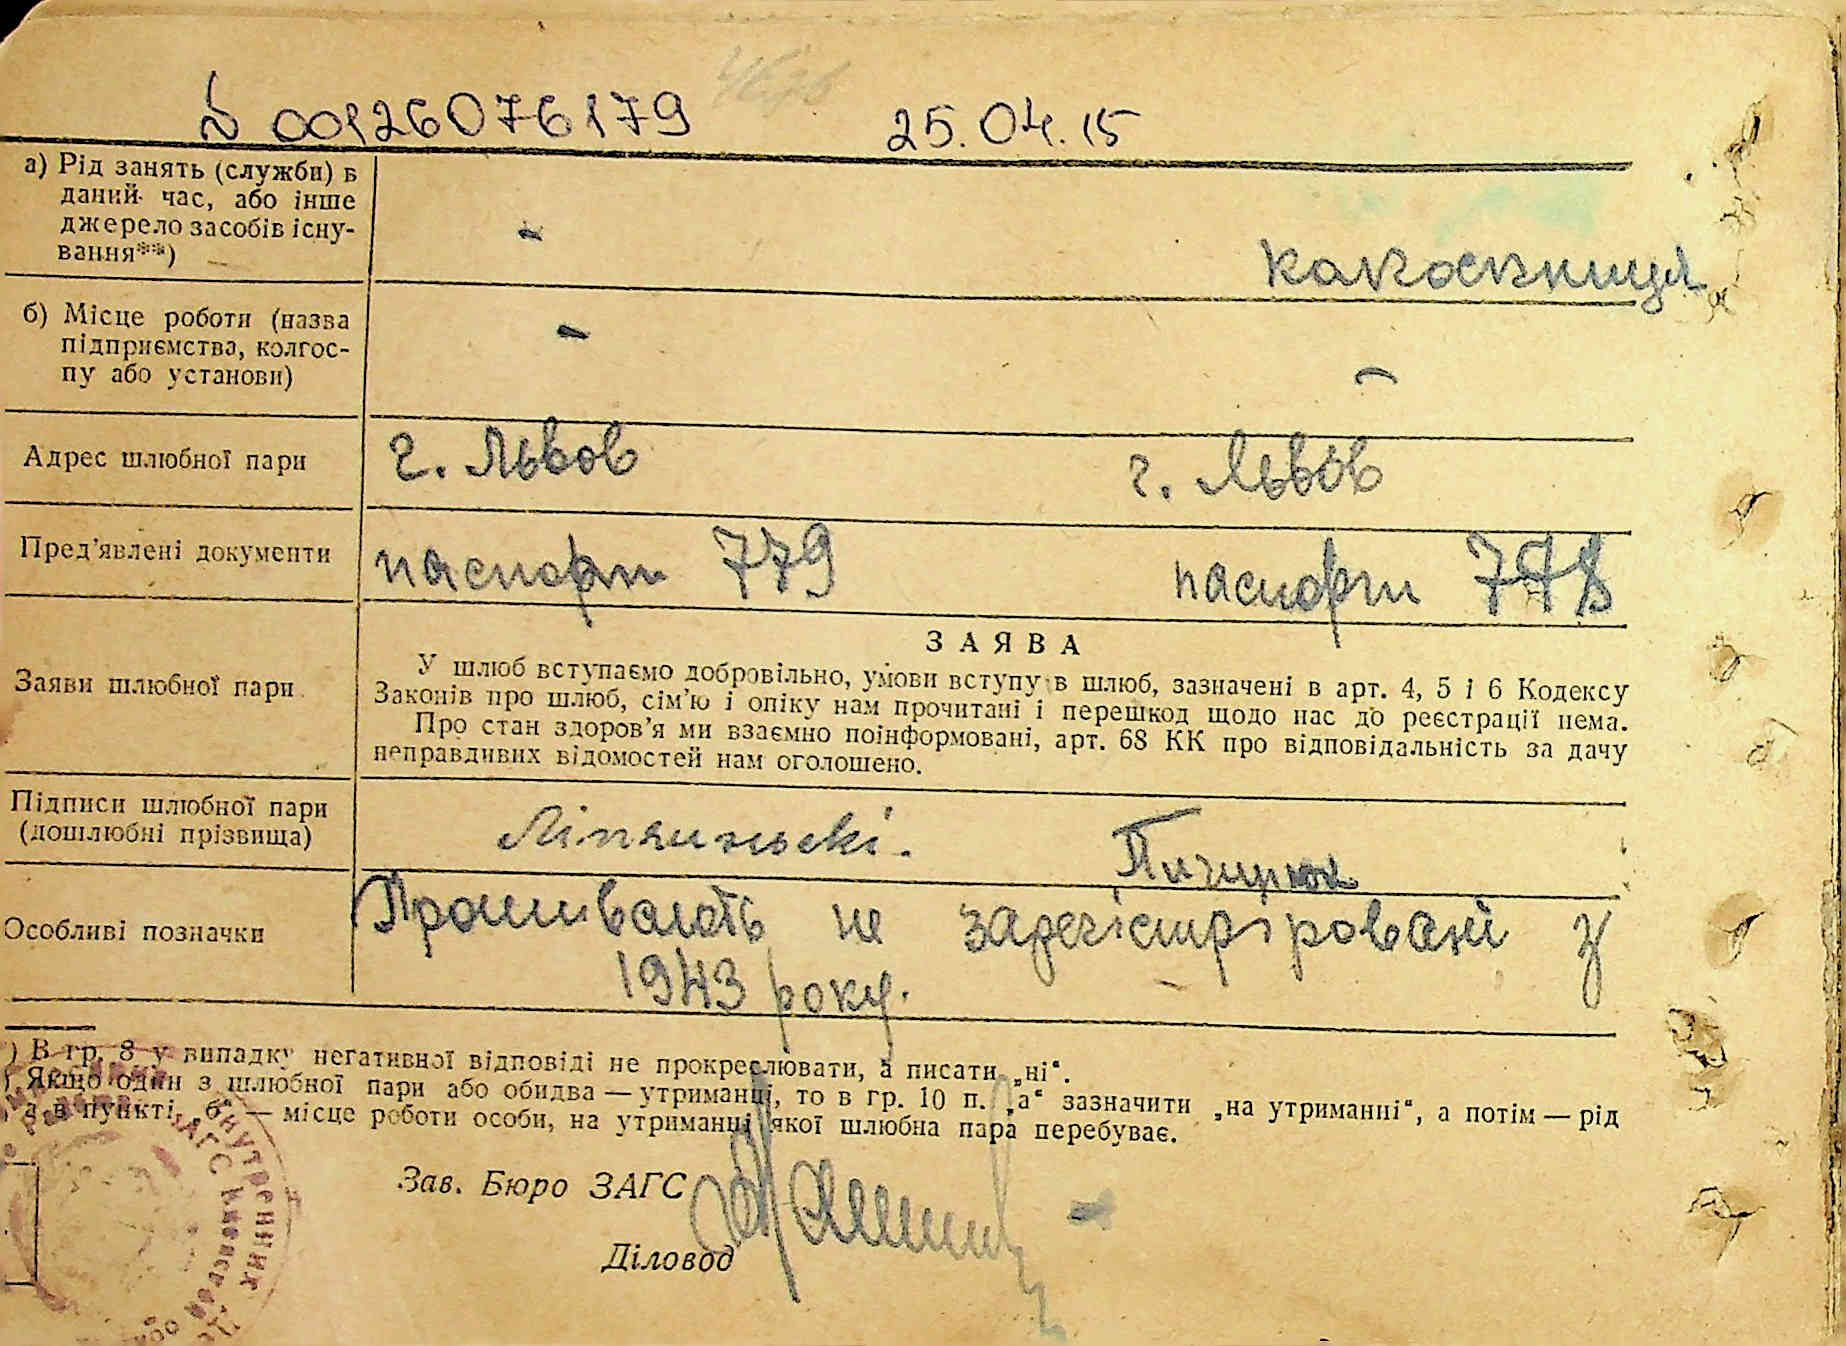 00126076179 25.04.15
а) Рід занять (служби) в
даний час, або інше
джерело засобів існу-
вання**)
-
б) Місце роботи (назва
підприємства, колгос-
пу або установи)
- -
Адрес шлюбної пари г. Львов г. Львов
Пред'явлені документи паспорт 779 паспорт 778
ЗАЯВА
Заяви шлюбної пари
У шлюб вступаємо добровільно, умови вступу в шлюб, зазначені в арт. 4, 5 і 6 Кодексу
Законів про шлюб, сім'ю і опіку нам прочитані і перешкод щодо нас до реєстрації нема.
Про стан здоров'я ми взаємно поінформовані, арт. 68 КК про відповідальність за дачу
неправдивих відомостей нам оголошено.
Підписи шлюбної пари
(дошлюбні прізвища)
Особливі позначки
Проживають не зарегістріровані з
1943 року.
) В гр. 8 у випадку негативної відповіді не прокреслювати, а писати „ні“.
) Якщо один з шлюбної пари або обидва — утриманці, то в гр. 10 п. „а“ зазначити „на утриманні“, а потім — рід
а в пункті „б“ — місце роботи особи, на утриманні якої шлюбна пара перебуває.
Зав. Бюро ЗАГС
Діловод
внутренних
ЗАГС Киевской